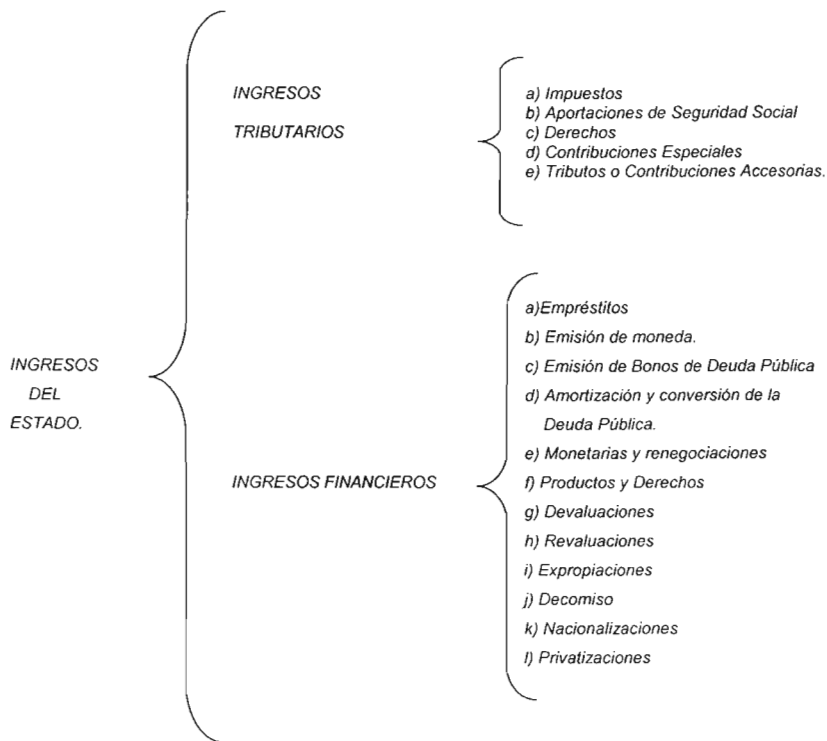 INGRESOS
DEL
ESTADO.
INGRESOS
TRIBUTARIOS
a) Impuestos
b) Aportaciones de Seguridad Social
c) Derechos
d) Contribuciones Especiales
e) Tributos o Contribuciones Accesorias.
INGRESOS FINANCIEROS
a)Empréstitos
b) Emisión de moneda.
c) Emisión de Bonos de Deuda Pública
d) Amortización y conversión de la
Deuda Pública.
e) Monetarias y renegociaciones
f) Productos y Derechos
g) Devaluaciones
h) Revaluaciones
i) Expropiaciones
j) Decomiso
k) Nacionalizaciones
l) Privatizaciones